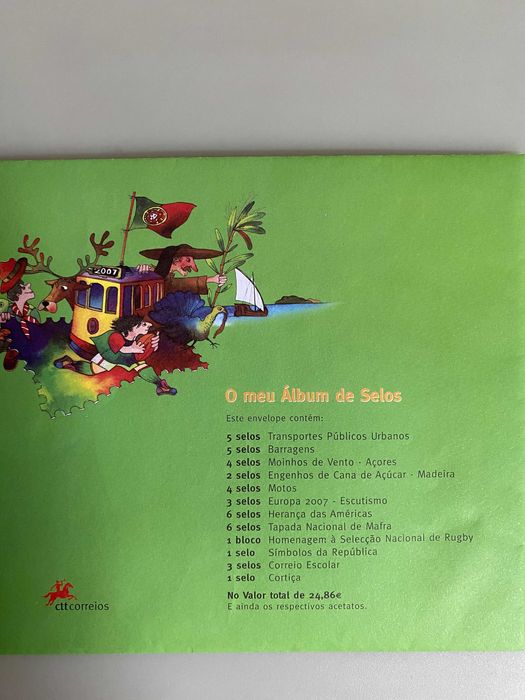 2007
O meu Álbum de Selos
Este envelope contêm:
5 selos Transportes Públicos Urbanos
5 selos Barragens
4 selos Moinhos de Vento - Açores
2 selos Engenhos de Cana de Açúcar - Madeira
4 selos Motos
3 selos Europa 2007 - Escutismo
6 selos Herança das Américas
6 selos Tapada Nacional de Mafra
1 bloco Homenagem à Selecção Nacional de Rugby
1 selo Símbolos da República
3 selos Correio Escolar
1 selo Cortiça
No Valor total de 24,86€
E ainda os respectivos acetatos.
ctt correios